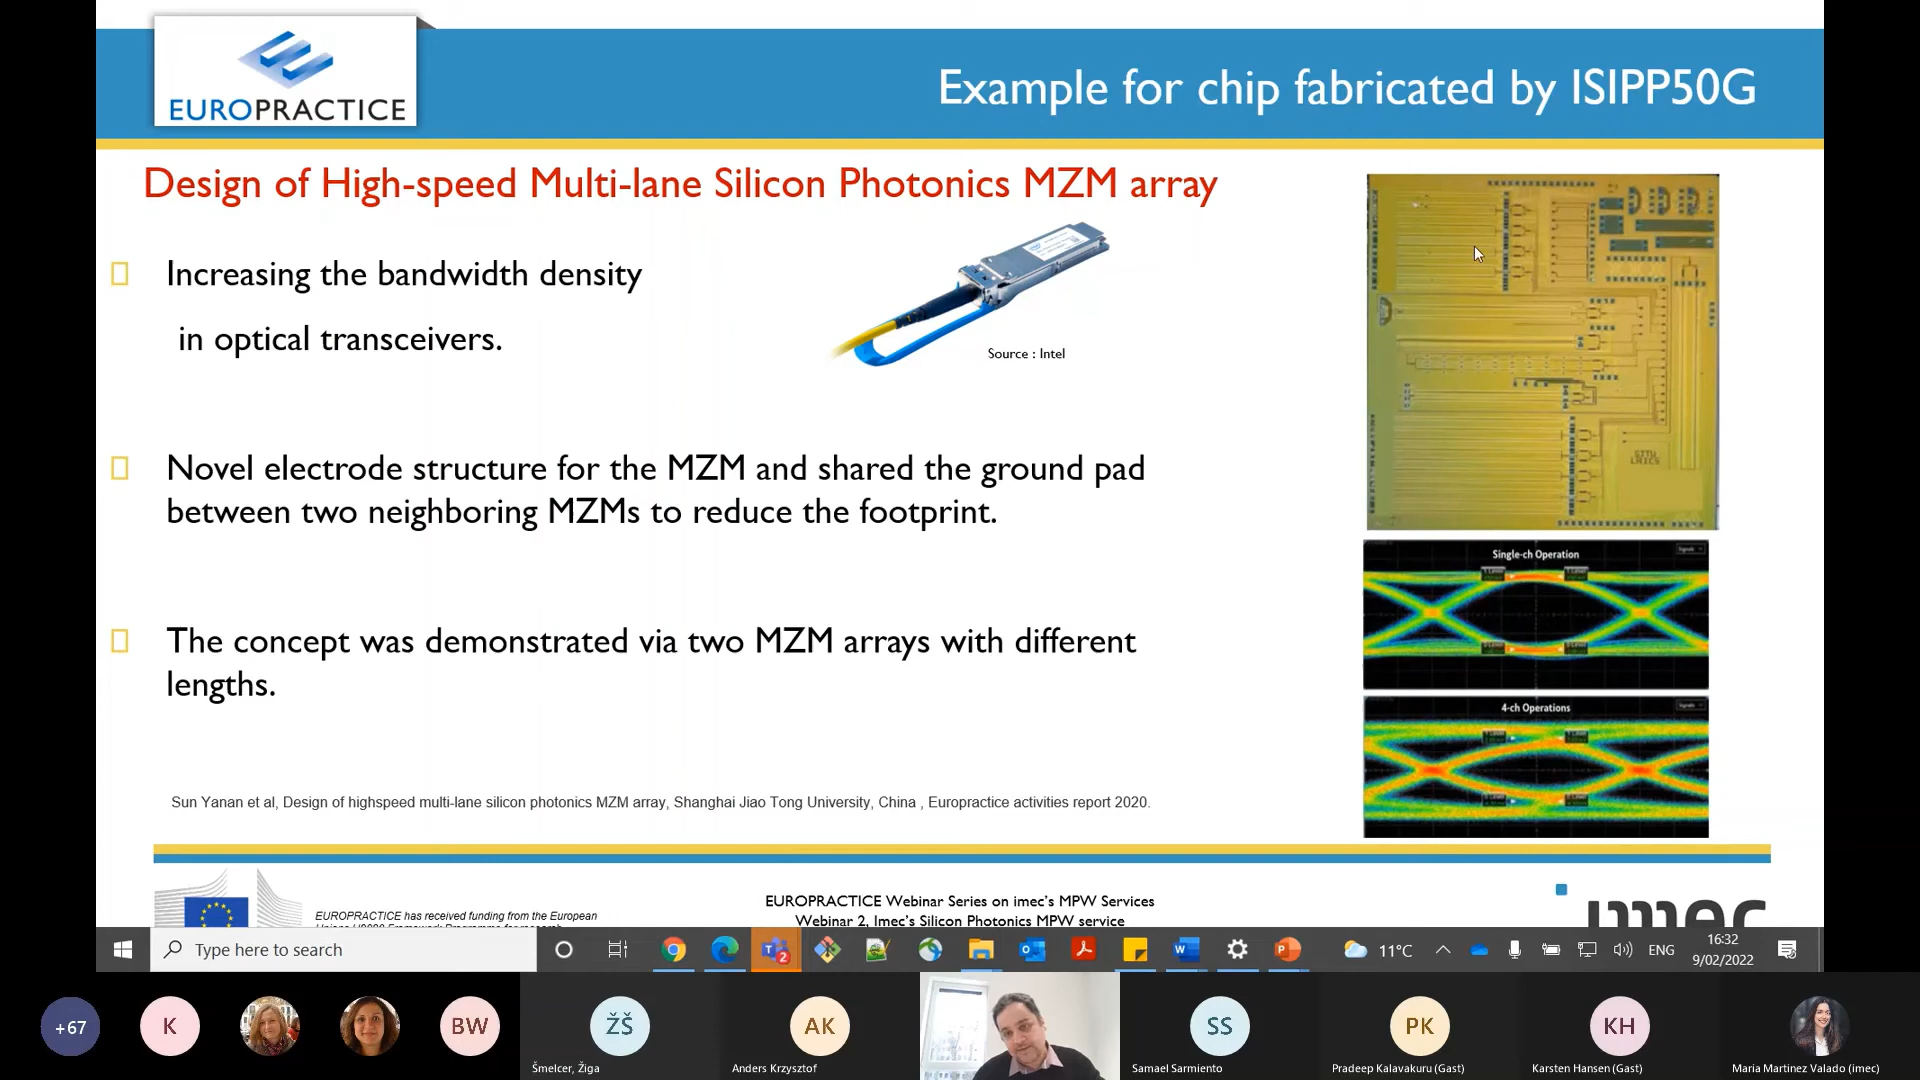 EUROPRACTICE
Example for chip fabricated by ISIPP50G
Design of High-speed Multi-lane Silicon Photonics MZM array
Increasing the bandwidth density
in optical transceivers.
Source : Intel
Novel electrode structure for the MZM and shared the ground pad
between two neighboring MZMs to reduce the footprint.
The concept was demonstrated via two MZM arrays with different
lengths.
SJTU
LMICS
Single-ch Operation
4-ch Operations
Sun Yanan et al, Design of highspeed multi-lane silicon photonics MZM array, Shanghai Jiao Tong University, China , Europractice activities report 2020.
EUROPRACTICE has received funding from the European
EUROPRACTICE Webinar Series on imec's MPW Services
Webinar 2, Imec's Silicon Photonics MPW service
imec
Type here to search
2
11°C
ENG
16:32
9/02/2022
+67
K
BW
ŽŠ
Šmelcer, Žiga
AK
Anders Krzysztof
SS
Samael Sarmiento
PK
Pradeep Kalavakuru (Gast)
KH
Karsten Hansen (Gast)
Maria Martinez Valado (imec)